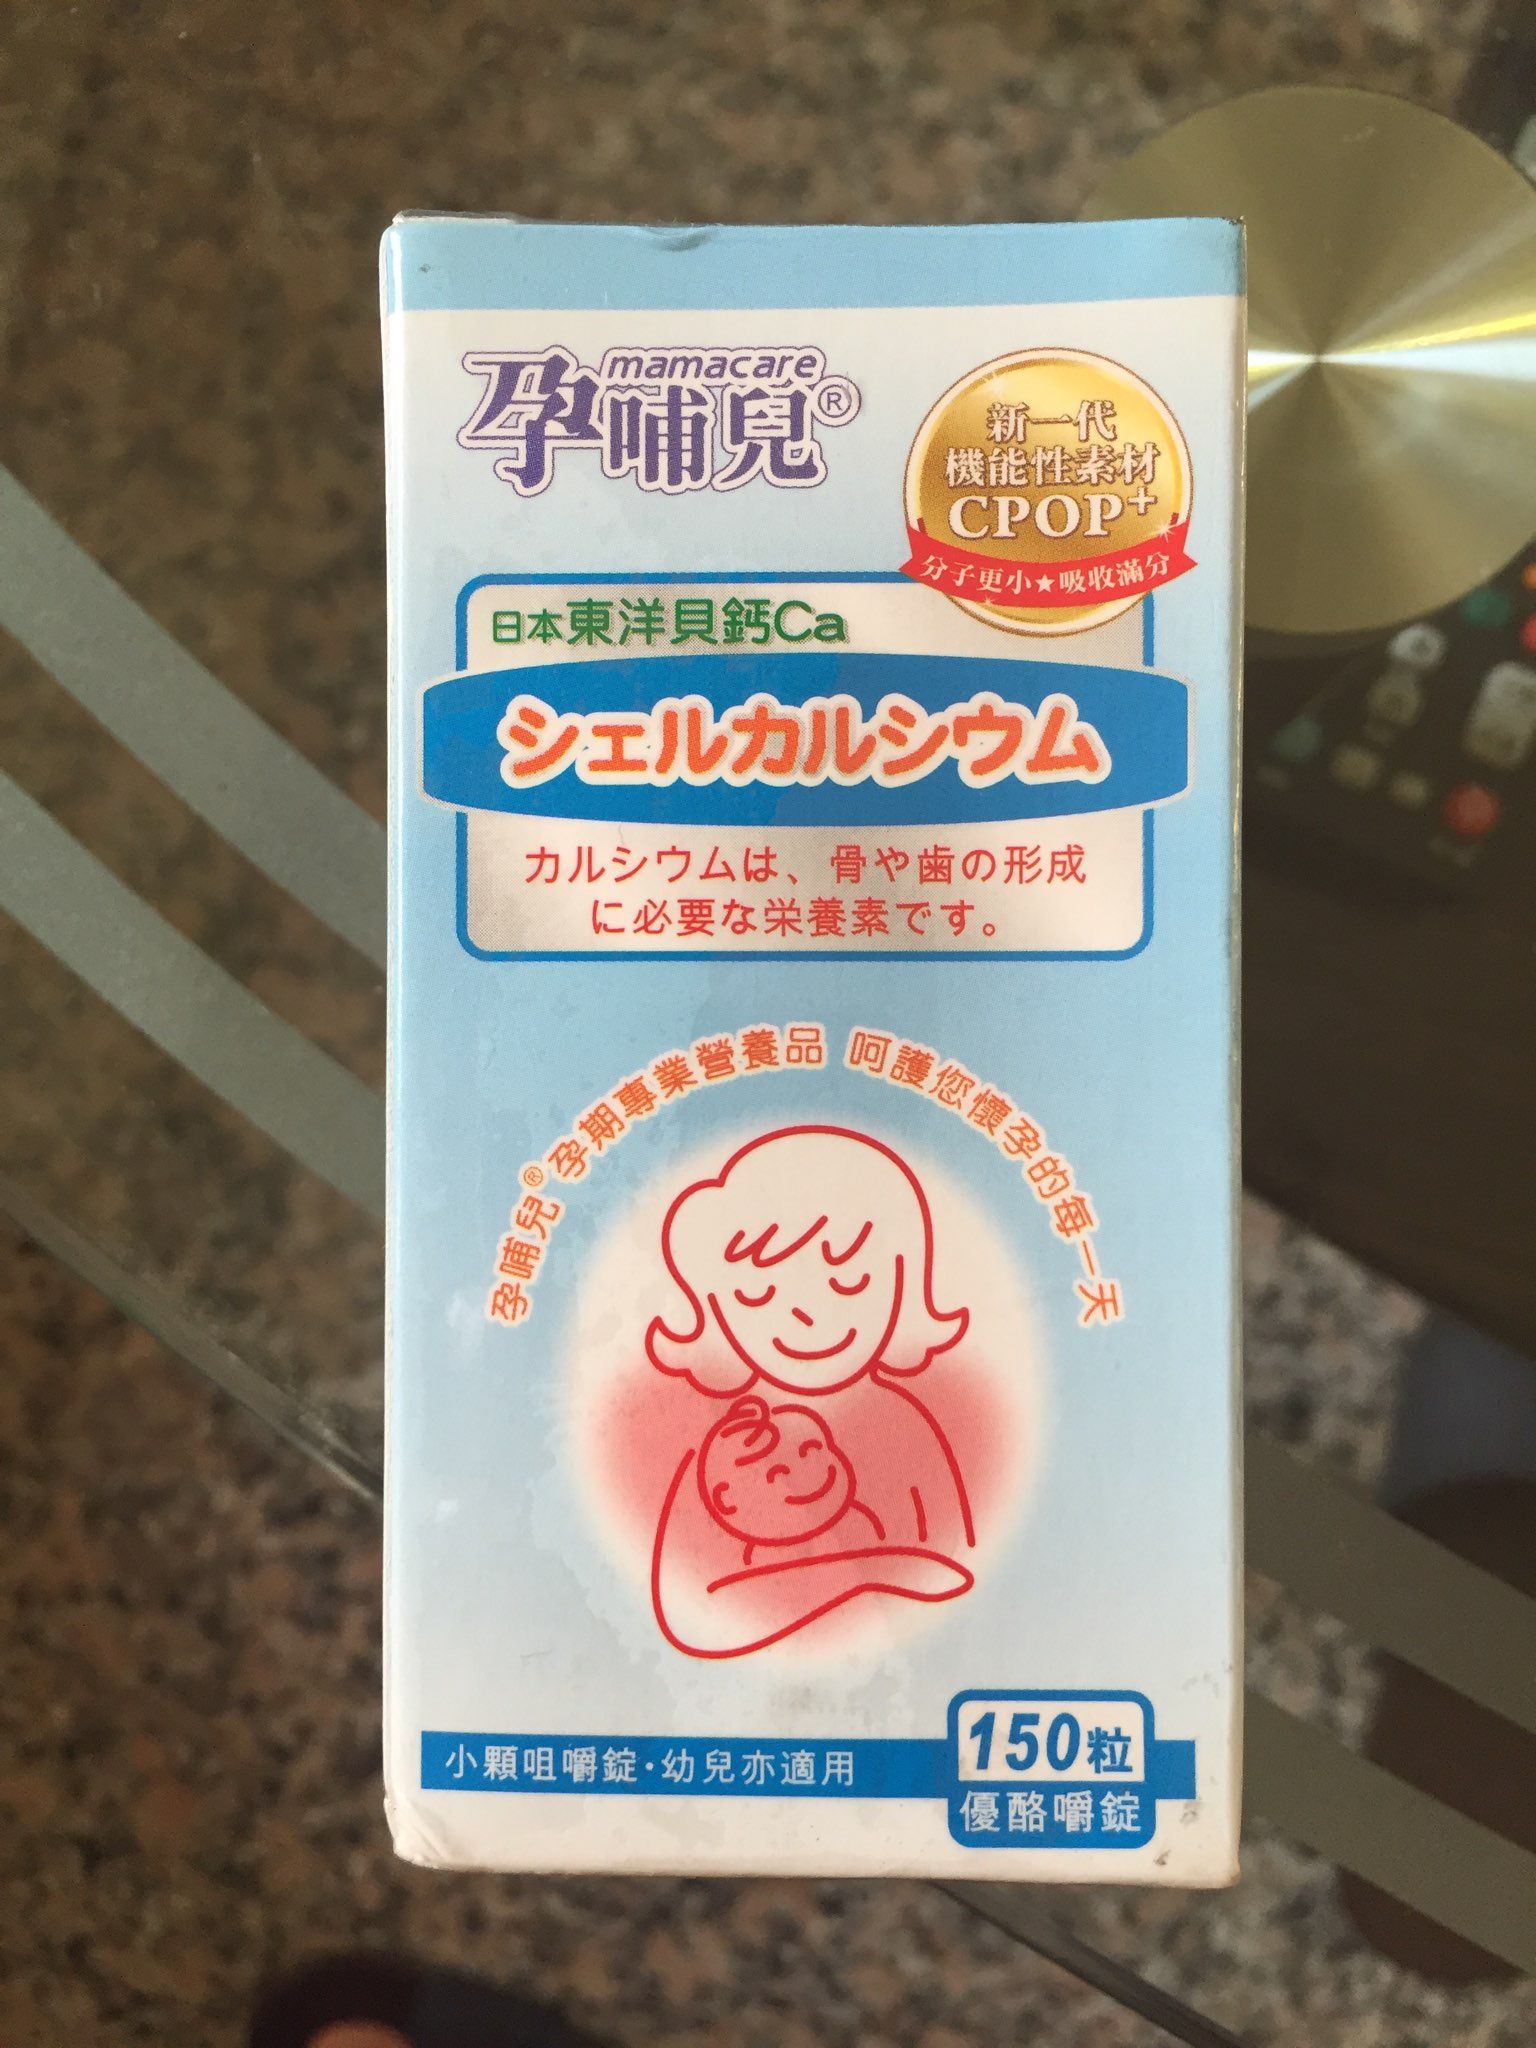 mamacare
孕哺兒®
新一代
機能性素材
CPOP+
分子更小★吸收滿分
日本東洋貝鈣Ca
シェルカルシウム
カルシウムは、骨や歯の形成
に必要な栄養素です。
孕哺兒®孕期專業營養品 呵護您懷孕的每一天
小顆咀嚼錠·幼兒亦適用
150粒
優酪嚼錠